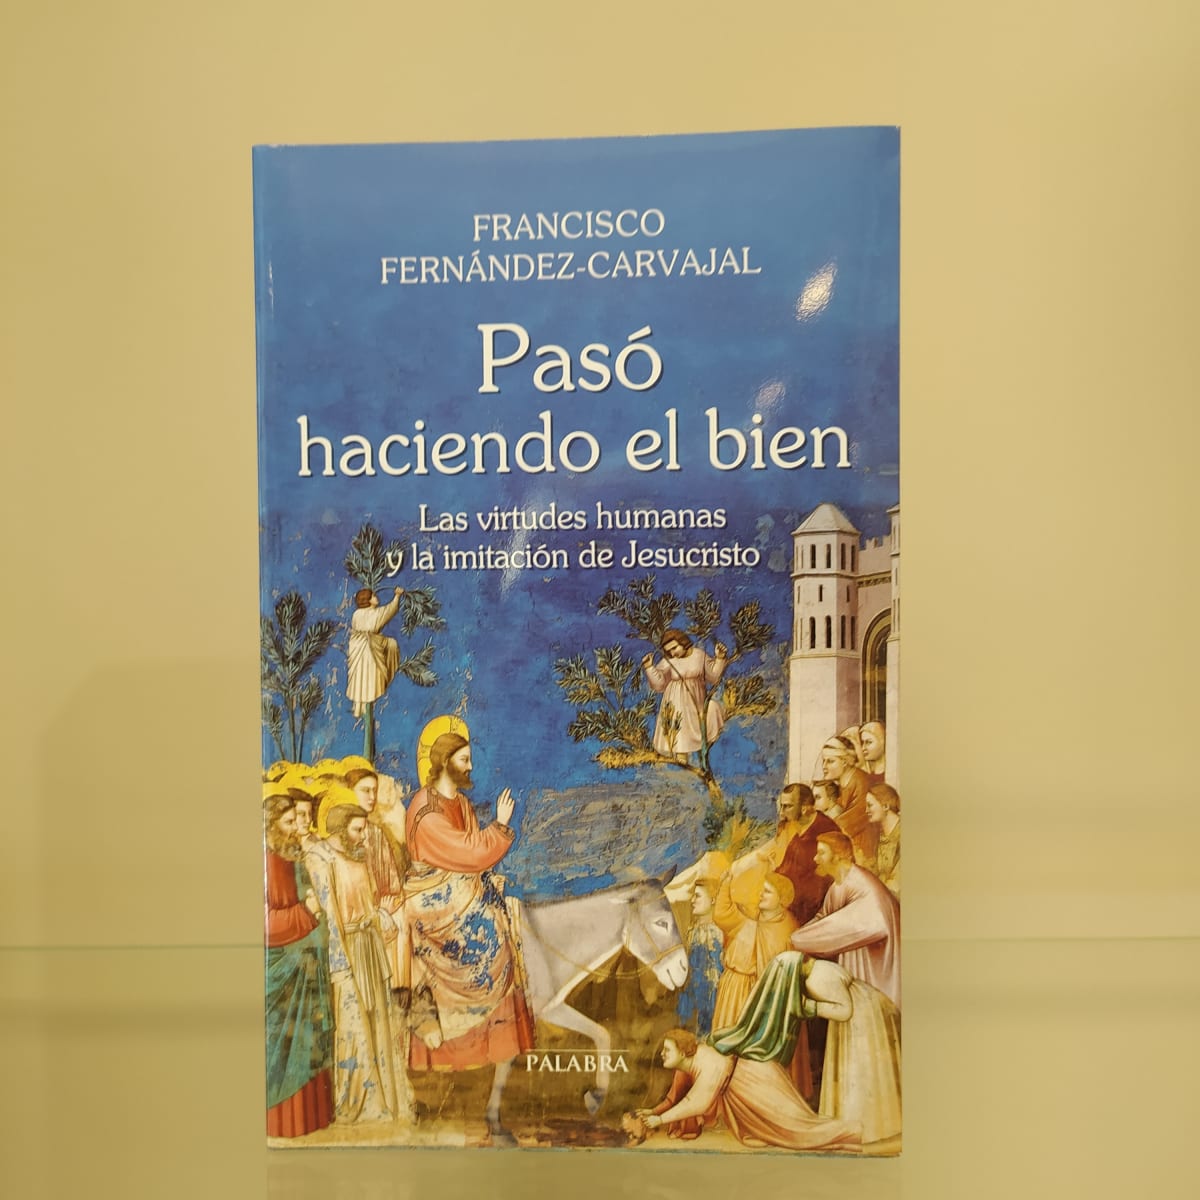 FRANCISCO
FERNÁNDEZ-CARVAJAL
Pasó
haciendo el bien
Las virtudes humanas
y la imitación de Jesucristo
PALABRA